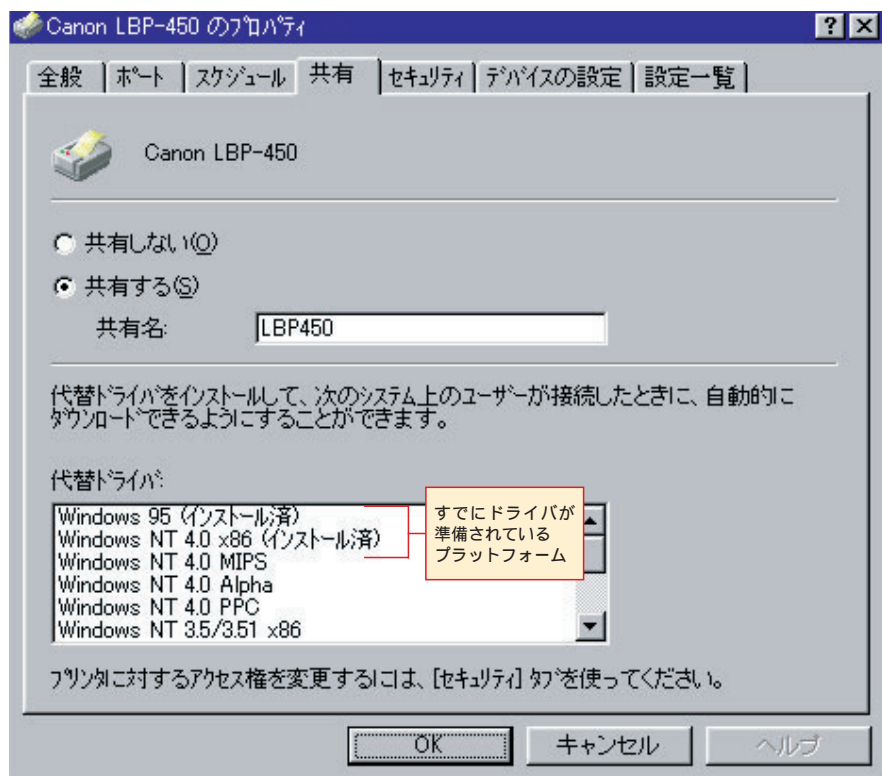 Canon LBP-450 のﾌﾟﾛﾊﾟﾃｨ
全般
ﾎﾟｰﾄ
ｽｹｼﾞｭｰﾙ
共有
ｾｷｭﾘﾃｨ
ﾃﾞﾊﾞｲｽの設定
設定一覧
Canon LBP-450
共有しない(O)
共有する(S)
共有名:
LBP450
代替ﾄﾞﾗｲﾊﾞをｲﾝｽﾄｰﾙして、次のｼｽﾃﾑ上のﾕｰｻﾞｰが接続したときに、自動的に
ﾀﾞｳﾝﾛｰﾄﾞできるようにすることができます。
代替ﾄﾞﾗｲﾊﾞ:
Windows 95 (ｲﾝｽﾄｰﾙ済)
Windows NT 4.0 x86 (ｲﾝｽﾄｰﾙ済)
Windows NT 4.0 MIPS
Windows NT 4.0 Alpha
Windows NT 4.0 PPC
Windows NT 3.5/3.51 x86
すでにドライバが
準備されている
プラットフォーム
ﾌﾟﾘﾝﾀに対するｱｸｾｽ権を変更するには、[ｾｷｭﾘﾃｨ] ﾀﾌﾞを使ってください。
OK
キャンセル
ヘルプ